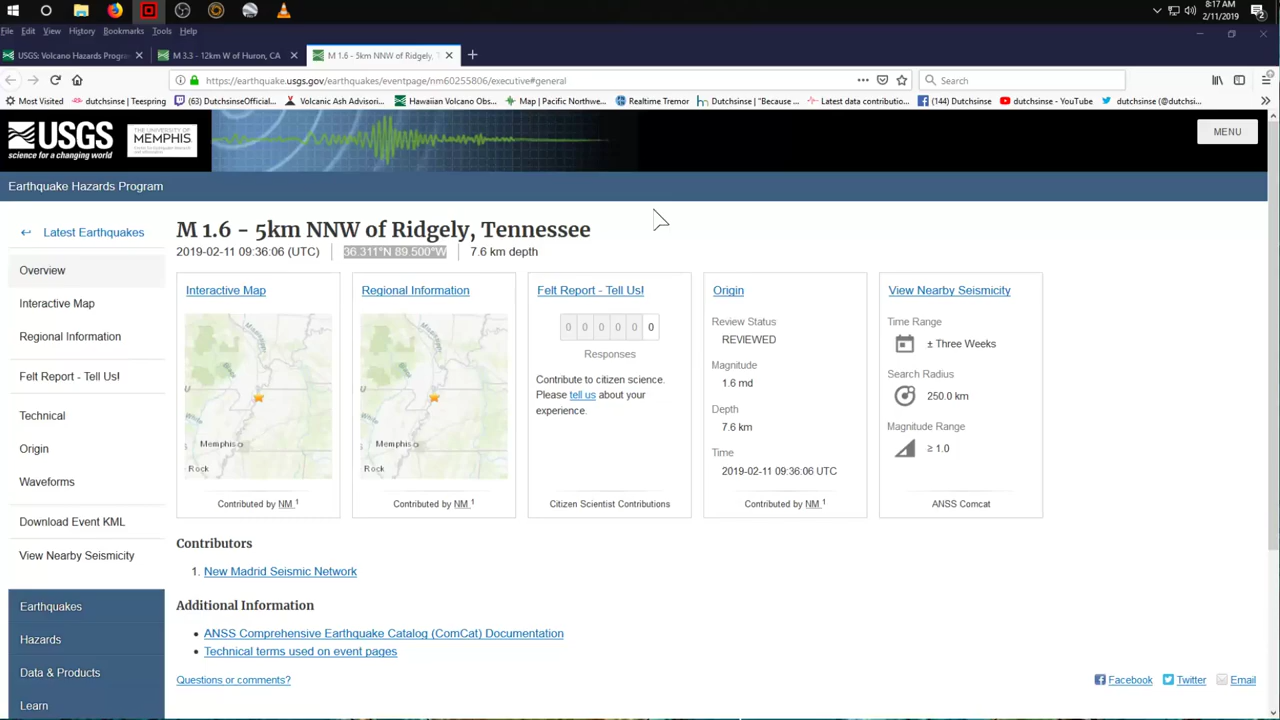 8:17 AM
2/11/2019
File Edit View History Bookmarks Tools Help
USGS: Volcano Hazards Progra
M 3.3 - 12km W of Huron, CA
M 1.6 - 5km NNW of Ridgely, T
https://earthquake.usgs.gov/earthquakes/eventpage/nm60255806/executive#general
Search
Most Visited
dutchsinse | Teespring
(63) DutchsinseOfficial...
Volcanic Ash Advisori...
Hawaiian Volcano Obs...
Map | Pacific Northwe...
Realtime Tremor
Dutchsinse | "Because ...
Latest data contributio...
(144) Dutchsinse
dutchsinse - YouTube
dutchsinse (@dutchsi...
USGS
science for a changing world
THE UNIVERSITY OF
MEMPHIS
MENU
Earthquake Hazards Program
Latest Earthquakes
Overview
Interactive Map
Regional Information
Felt Report - Tell Us!
Technical
Origin
Waveforms
Download Event KML
View Nearby Seismicity
Earthquakes
Hazards
Data & Products
Learn
M 1.6 - 5km NNW of Ridgely, Tennessee
2019-02-11 09:36:06 (UTC) 36.311°N 89.500°W 7.6 km depth
Interactive Map
Memphis
Rock
Contributed by NM 1
Regional Information
Memphis
Rock
Contributed by NM 1
Felt Report - Tell Us!
0 0 0 0 0 0
Responses
Contribute to citizen science.
Please tell us about your
experience.
Citizen Scientist Contributions
Origin
Review Status
REVIEWED
Magnitude
1.6 md
Depth
7.6 km
Time
2019-02-11 09:36:06 UTC
Contributed by NM 1
View Nearby Seismicity
Time Range
± Three Weeks
Search Radius
250.0 km
Magnitude Range
≥ 1.0
ANSS Comcat
Contributors
1. New Madrid Seismic Network
Additional Information
ANSS Comprehensive Earthquake Catalog (ComCat) Documentation
Technical terms used on event pages
Questions or comments?
Facebook Twitter Email